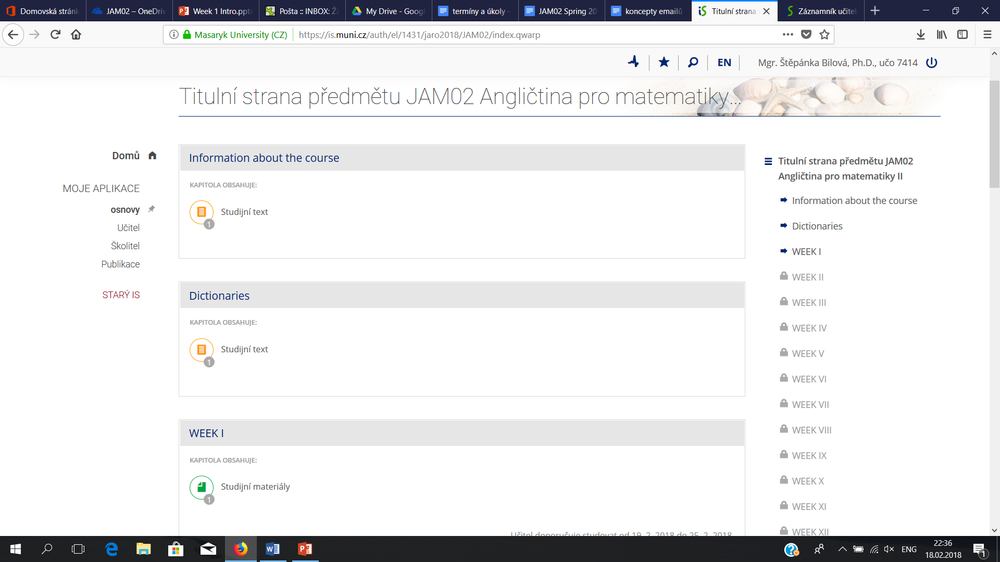 Domovská stránk
JAM02 – OneDriv
Week 1 Intro.ppt
Pošta :: INBOX: Ž
My Drive - Goog
termíny a úkoly -
JAM02 Spring 20
koncepty emailů
Titulní strana
Záznamník učitel
Masaryk University (CZ)
https://is.muni.cz/auth/el/1431/jaro2018/JAM02/index.qwarp
EN
Mgr. Štěpánka Bilová, Ph.D., učo 7414
Titulní strana předmětu JAM02 Angličtina pro matematiky...
Domů
MOJE APLIKACE
osnovy
Učitel
Školitel
Publikace
STARÝ IS
Information about the course
KAPITOLA OBSAHUJE:
Studijní text
1
Dictionaries
KAPITOLA OBSAHUJE:
Studijní text
1
WEEK I
KAPITOLA OBSAHUJE:
Studijní materiály
1
Učitel doporučuje studovat od 19. 2. 2018 do 25. 2. 2018
Titulní strana předmětu JAM02
Angličtina pro matematiky II
Information about the course
Dictionaries
WEEK I
WEEK II
WEEK III
WEEK IV
WEEK V
WEEK VI
WEEK VII
WEEK VIII
WEEK IX
WEEK X
WEEK XI
WEEK XII
ENG
22:36
18.02.2018
1